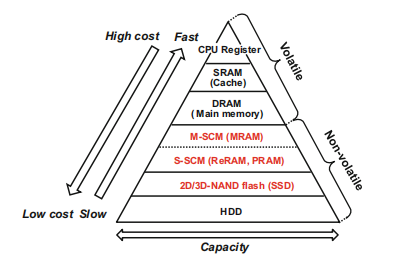 High cost
Fast
CPU Register
Volatile
SRAM
(Cache)
DRAM
( Main memory)
M-SCM (MRAM)
Non-volatile
S-SCM (ReRAM, PRAM)
2D/3D-NAND flash (SSD)
Low cost Slow
HDD
Capacity